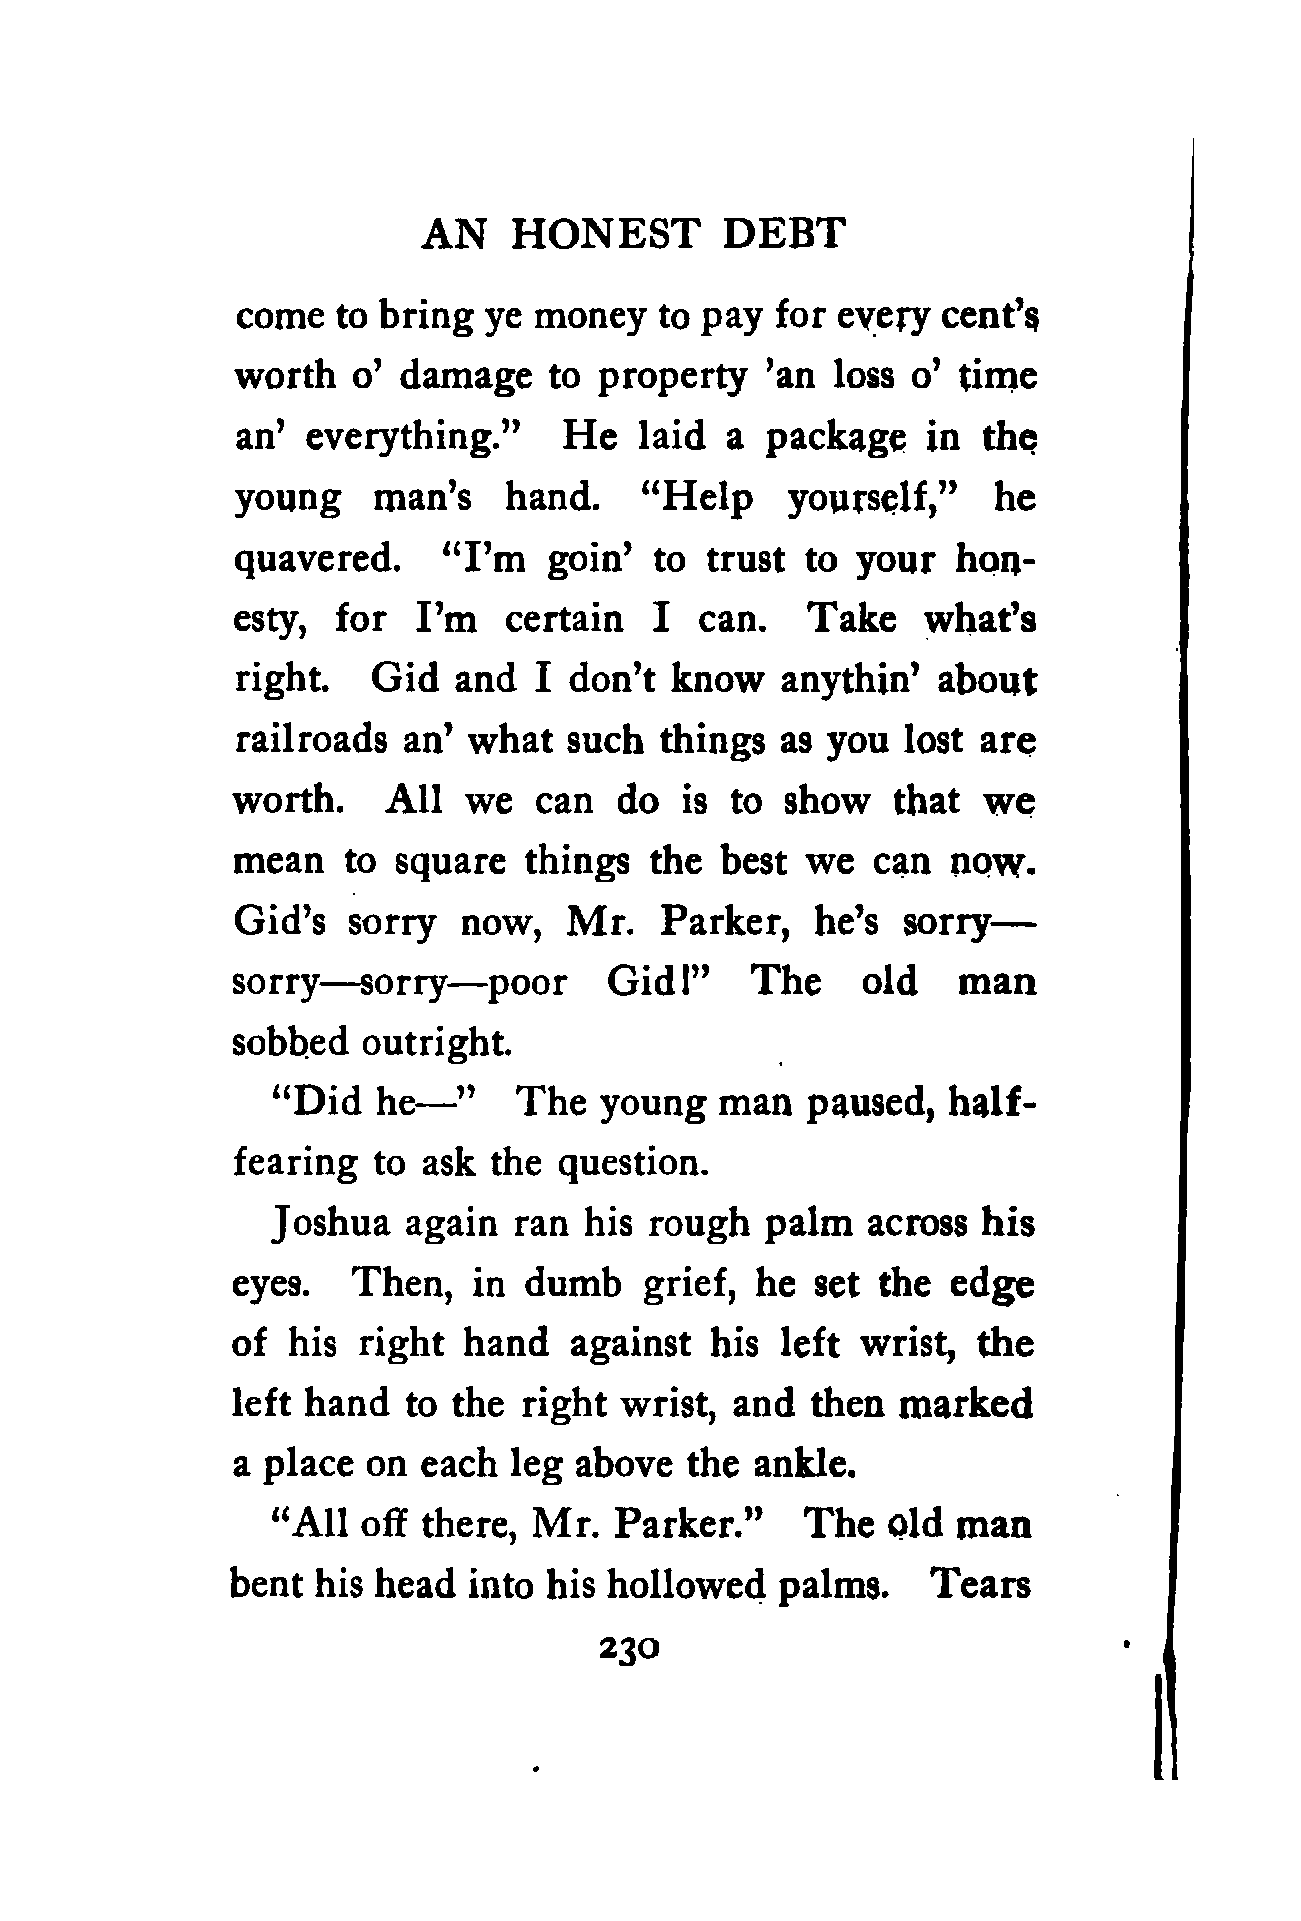 AN HONEST DEBT
come to bring ye money to pay for every cent's
worth o' damage to property 'an loss o' time
an' everything." He laid a package in the
young man's hand. "Help yourself," he
quavered. "I'm goin' to trust to your hon-
esty, for I'm certain I can. Take what's
right. Gid and I don't know anythin' about
railroads an' what such things as you lost are
worth. All we can do is to show that we
mean to square things the best we can now.
Gid's sorry now, Mr. Parker, he's sorry—
sorry—sorry—poor Gid!" The old man
sobbed outright.
"Did he—" The young man paused, half-
fearing to ask the question.
Joshua again ran his rough palm across his
eyes. Then, in dumb grief, he set the edge
of his right hand against his left wrist, the
left hand to the right wrist, and then marked
a place on each leg above the ankle.
"All off there, Mr. Parker." The old man
bent his head into his hollowed palms. Tears
230